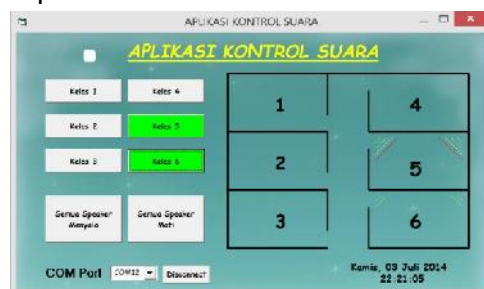 APLIKASI KONTROL SUARA
APLIKASI KONTROL SUARA
Kelas 1
Kelas 4
Kelas 2
Kelas 5
Kelas 3
Kelas 6
Semua Speaker
Menyala
Semua Speaker
Mati
1
4
2
5
3
6
COM Port
COM12
Disconnect
Kamis, 03 Juli 2014
22:21:05